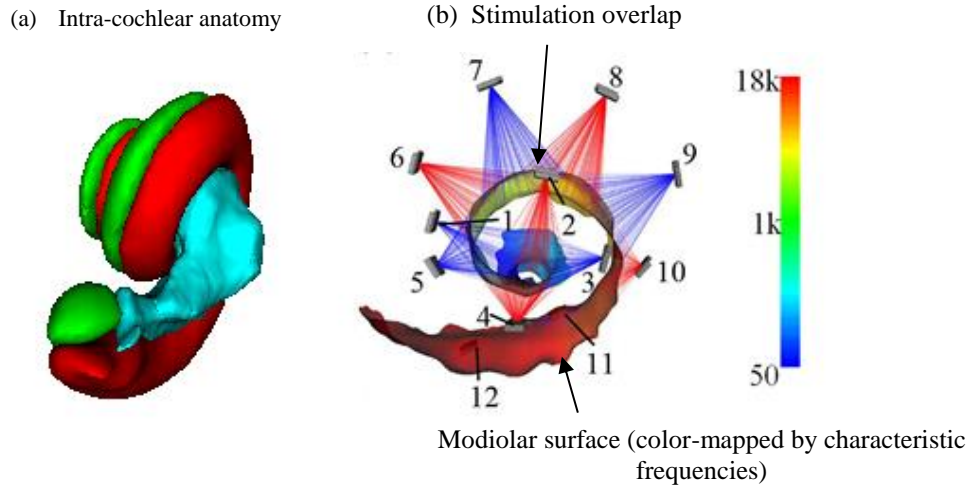 (a) Intra-cochlear anatomy
(b) Stimulation overlap
7
8
6
9
1
2
5
3
10
4
11
12
18k
1k
50
Modiolar surface (color-mapped by characteristic
frequencies)